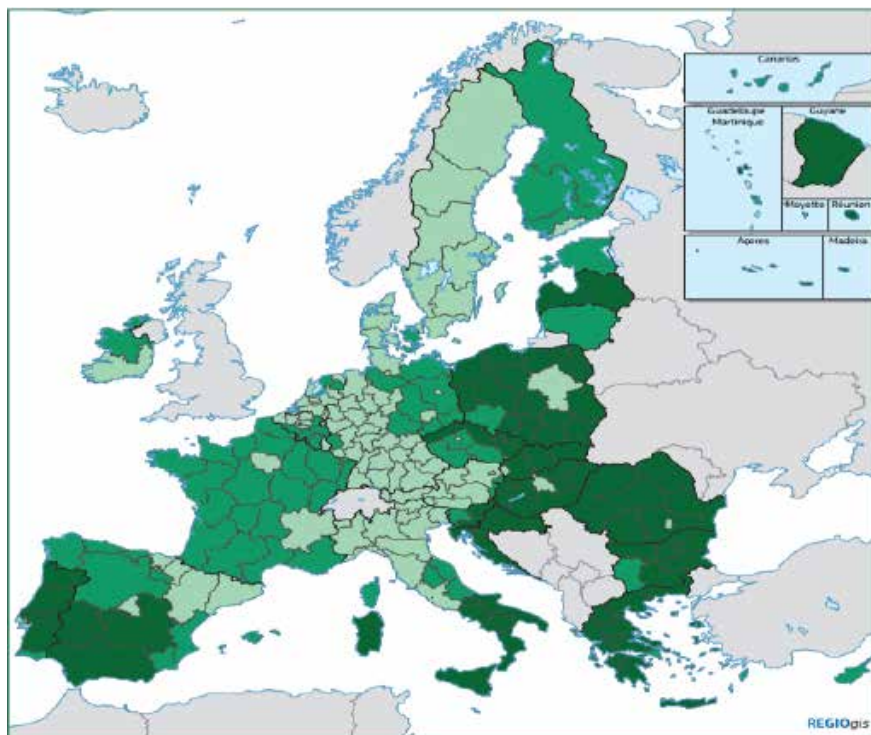 Canarias
Guadeloupe
Martinique
Guyane
Mayotte
Réunion
Açores
Madeira
REGIOgis